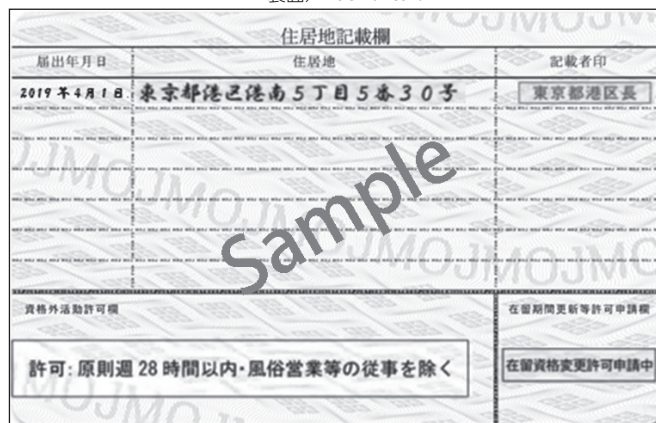 住居地記載欄
届出年月日 住居地 記載者印
2019年4月1日 東京都港区港南5丁目5番30号 東京都港区長
MOJMOJMOJMOJMOJMOJMO
Sample
資格外活動許可欄 在留期間更新等許可申請欄
許可:原則週28時間以内・風俗営業等の従事を除く 在留資格変更許可申請中